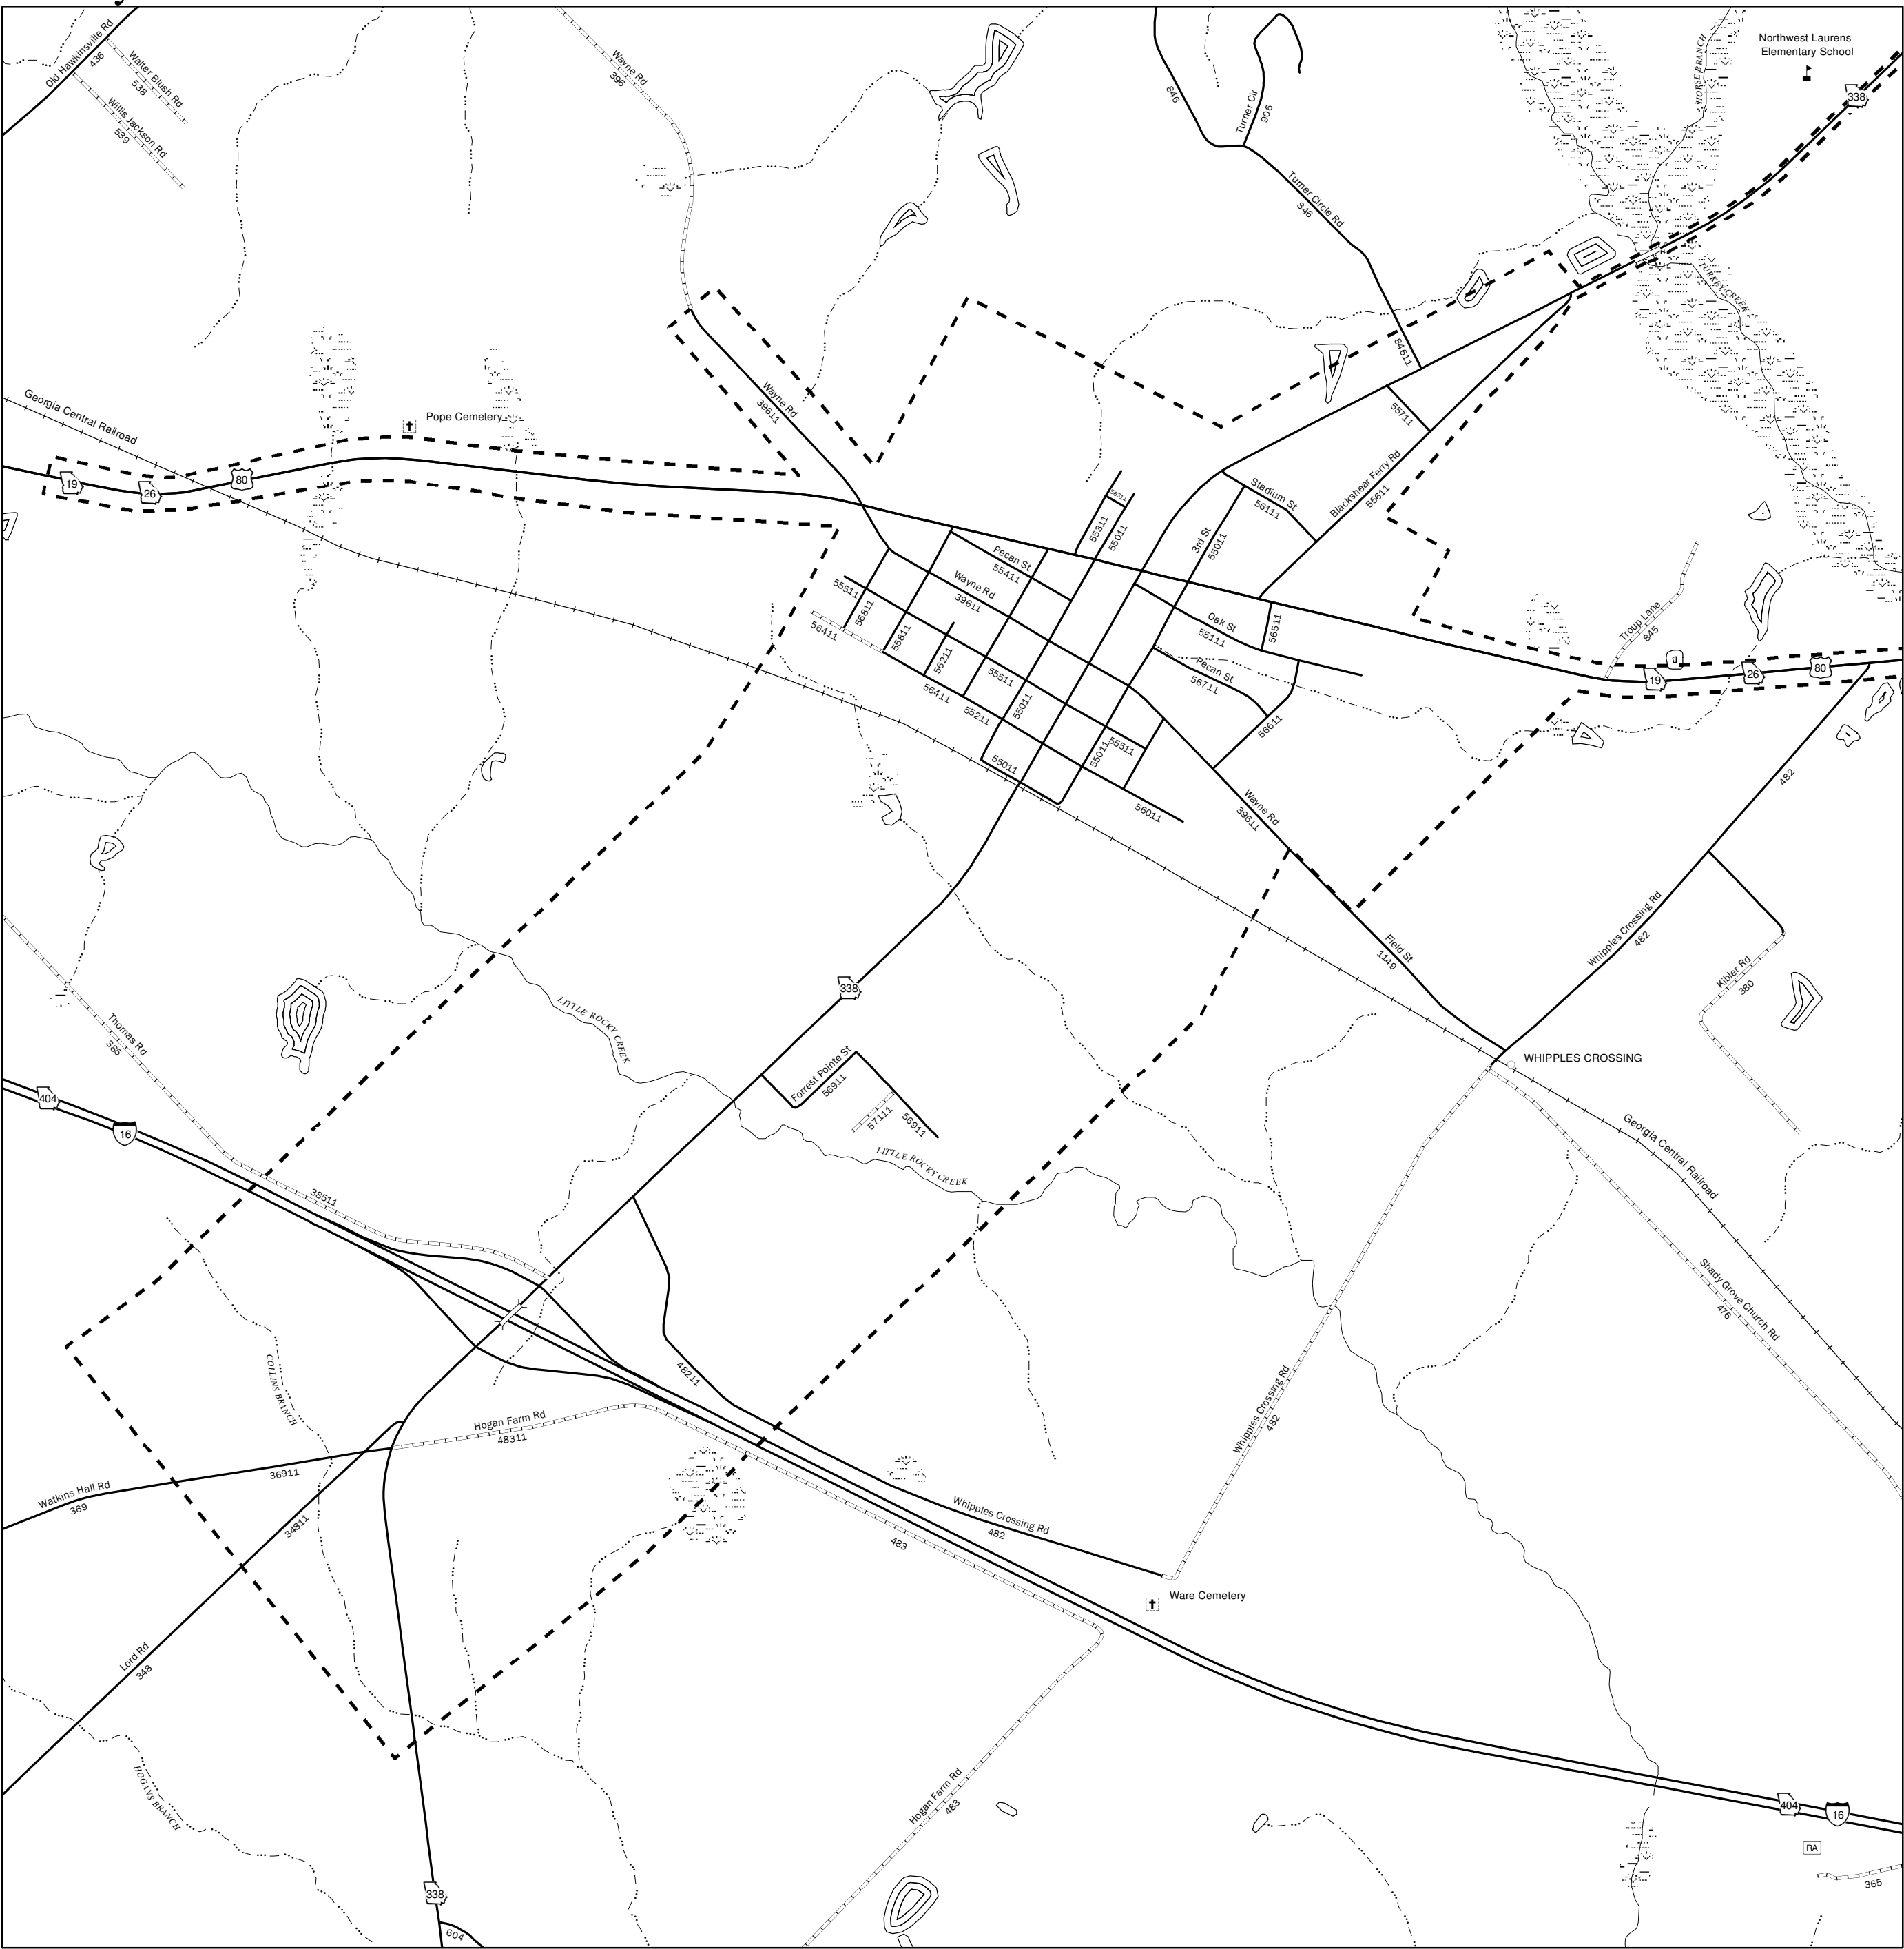 Old Hawkinsville Rd
436
Walter Blush Rd
538
Willis Jackson Rd
539
Wayne Rd
396
846
Turner Cir
906
Turner Circle Rd
846
84611
HORSE BRANCH
Northwest Laurens
Elementary School
338
TURKEY CREEK
Georgia Central Railroad
Pope Cemetery
19
26
80
Wayne Rd
39611
55711
Blackshear Ferry Rd
55611
Stadium St
56111
3rd St
55011
56311
55311
55011
Pecan St
55411
Wayne Rd
39611
55511
56811
56411
55811
56211
56411
55511
55211
55011
55011
55011
55511
56011
Oak St
55111
56511
Pecan St
56711
56611
Troup Lane
845
19
26
80
482
Wayne Rd
39611
Field St
1149
Whipples Crossing Rd
482
Kibler Rd
380
WHIPPLES CROSSING
Georgia Central Railroad
Shady Grove Church Rd
476
Thomas Rd
385
404
16
LITTLE ROCKY CREEK
338
Forrest Pointe St
56911
57111
56911
LITTLE ROCKY CREEK
38511
COLLINS BRANCH
48211
Hogan Farm Rd
48311
Watkins Hall Rd
369
36911
34811
Whipples Crossing Rd
482
Whipples Crossing Rd
482
483
Ware Cemetery
Lord Rd
348
HOGANS BRANCH
Hogan Farm Rd
483
338
604
404
16
RA
365